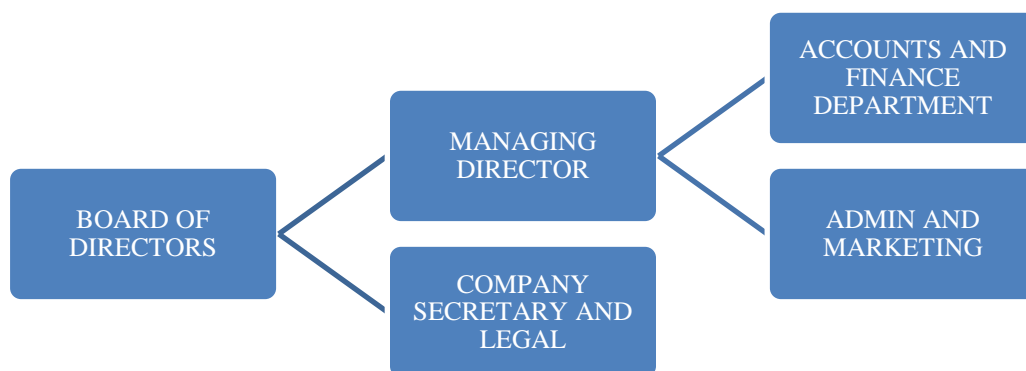 BOARD OF
DIRECTORS
MANAGING
DIRECTOR
COMPANY
SECRETARY AND
LEGAL
ACCOUNTS AND
FINANCE
DEPARTMENT
ADMIN AND
MARKETING